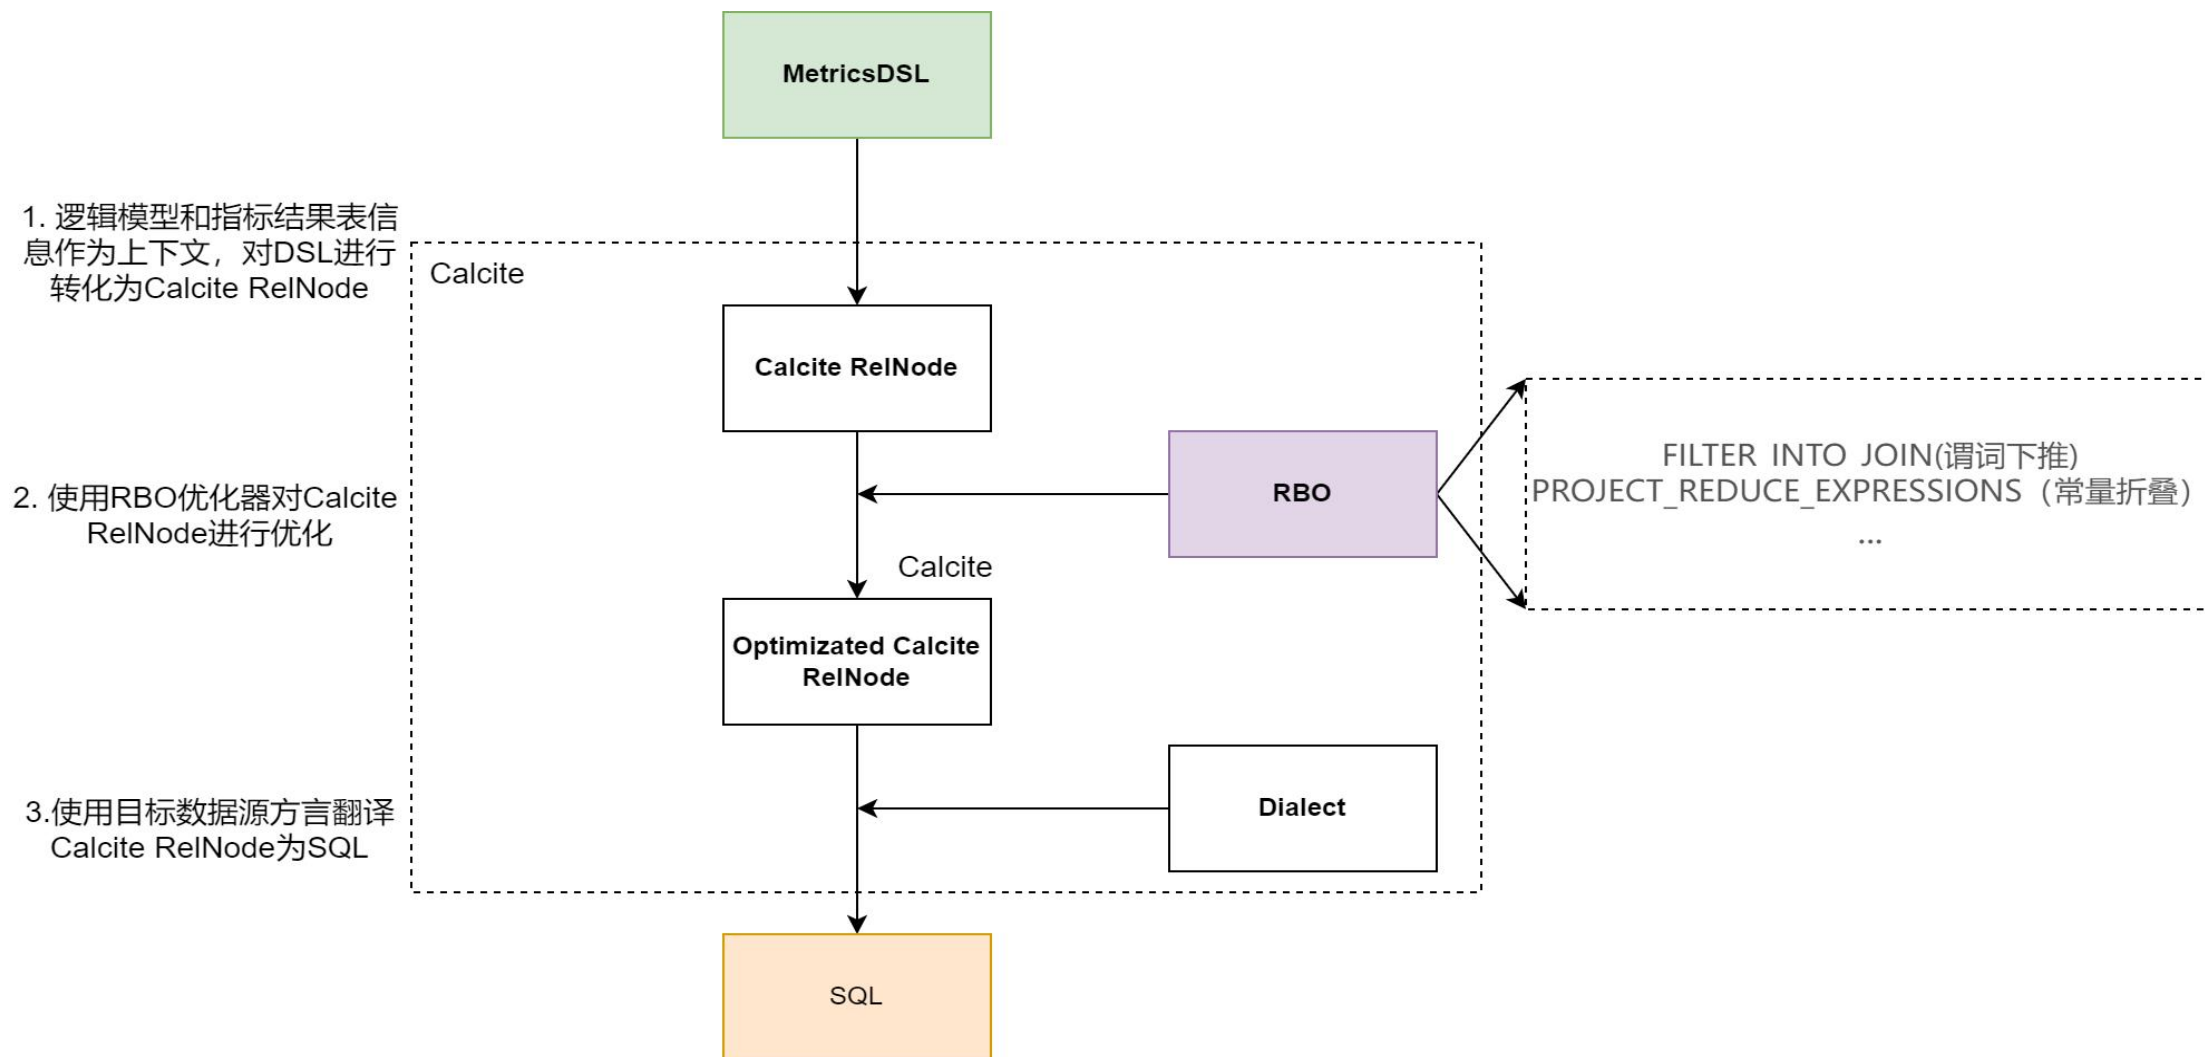 MetricsDSL
1. 逻辑模型和指标结果表信
息作为上下文，对DSL进行
转化为Calcite RelNode
Calcite
Calcite RelNode
2. 使用RBO优化器对Calcite
RelNode进行优化
RBO
FILTER INTO JOIN(谓词下推)
PROJECT_REDUCE_EXPRESSIONS（常量折叠）
...
Calcite
Optimizated Calcite
RelNode
3.使用目标数据源方言翻译
Calcite RelNode为SQL
Dialect
SQL